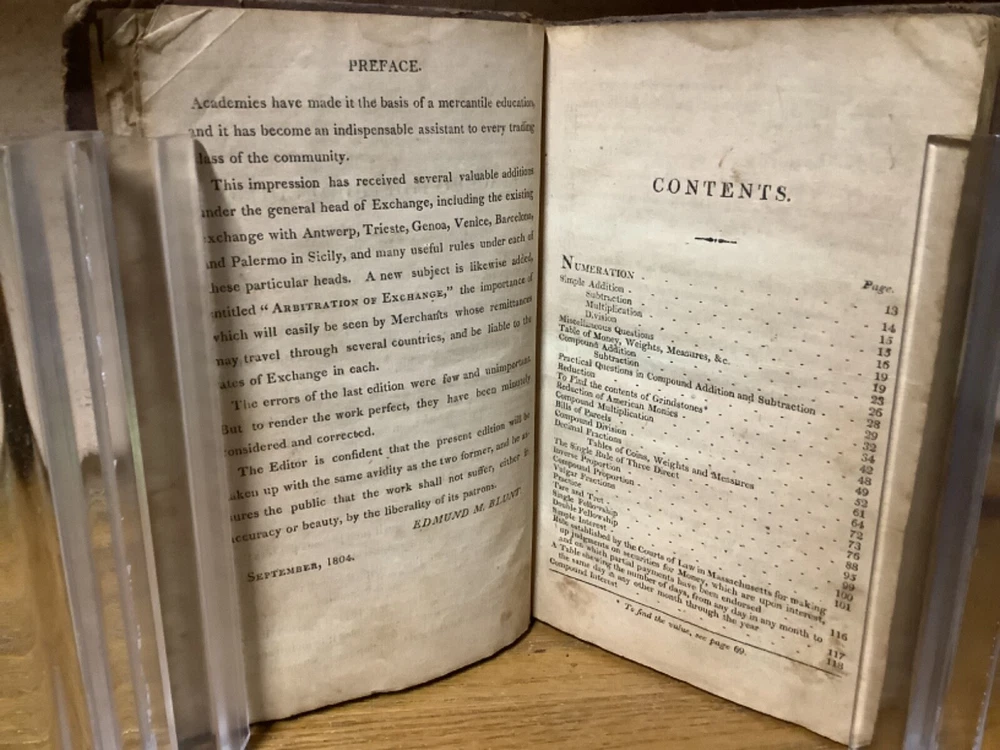 PREFACE.
Academies have made it the basis of a mercantile education,
and it has become an indispensable assistant to every trading
class of the community.
This impression has received several valuable additions
under the general head of Exchange, including the existing
exchange with Antwerp, Trieste, Genoa, Venice, Barcelona,
and Palermo in Sicily, and many useful rules under each of
these particular heads. A new subject is likewise added,
entitled “ ARBITRATION OF EXCHANGE,” the importance of
which will easily be seen by Merchants whose remittances
may travel through several countries, and be liable to the
rates of Exchange in each.
The errors of the last edition were few and unimportant.
But to render the work perfect, they have been minutely
considered and corrected.
The Editor is confident that the present edition will be
taken up with the same avidity as the two former, and he as-
sures the public that the work shall not suffer, either in
accuracy or beauty, by the liberality of its patrons.
EDMUND M. BLUNT
SEPTEMBER, 1804.
CONTENTS.
Page.
NUMERATION . 13
Simple Addition . 14
Subtraction 15
Multiplication 15
Division 16
Miscellaneous Questions 19
Table of Money, Weights, Measures, &c. 19
Compound Addition 23
Subtraction 26
Practical Questions in Compound Addition and Subtraction 28
Reduction 29
To Find the contents of Grindstones* 32
Reduction of American Monies 34
Compound Multiplication 42
Bills of Parcels 48
Compound Division 49
Decimal Fractions 52
Tables of Coins, Weights and Measures 61
The Single Rule of Three Direct 64
Inverse Proportion 72
Compound Proportion 73
Vulgar Fractions 76
Practice 88
Tare and Tret 95
Single Fellowship 99
Double Fellowship 100
Simple Interest 101
Rule established by the Courts of Law in Massachusetts for making
up judgments on securities for Money, which are upon interest,
and on which partial payments have been endorsed 116
A Table shewing the number of days, from any day in any month to
the same day in any other month through the year 117
Compound Interest 118
* To find the value, see page 69.